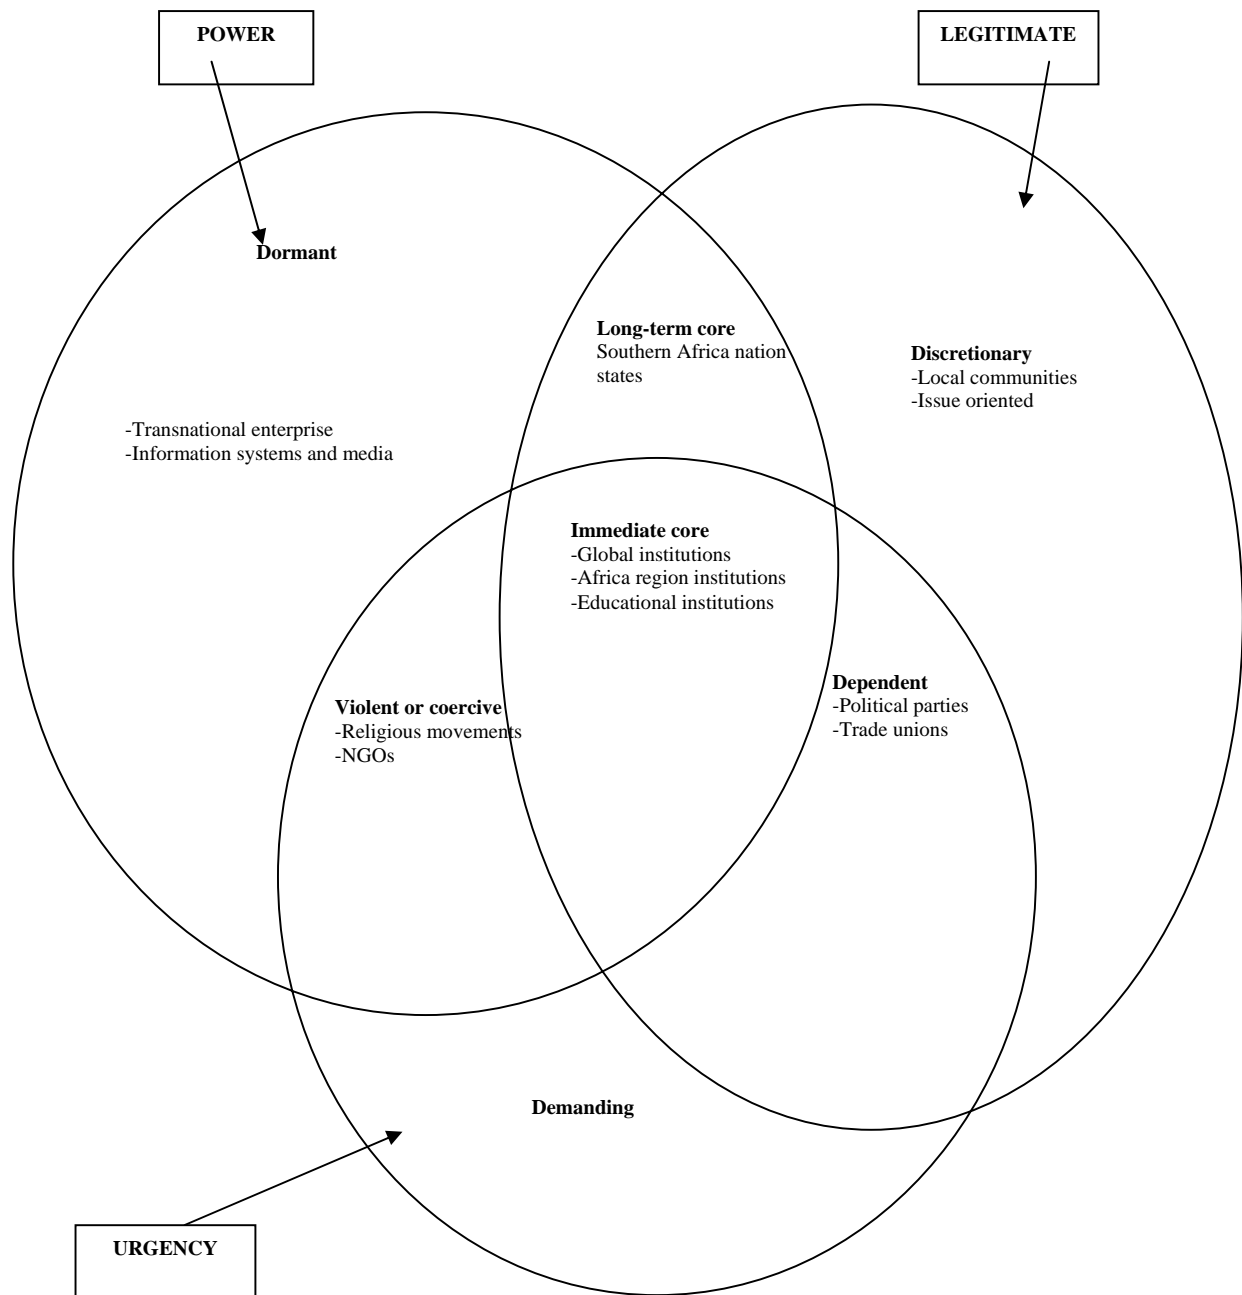 POWER
LEGITIMATE
Dormant
Long-term core
Southern Africa nation
states
Discretionary
-Local communities
-Issue oriented
-Transnational enterprise
-Information systems and media
Immediate core
-Global institutions
-Africa region institutions
-Educational institutions
Violent or coercive
-Religious movements
-NGOs
Dependent
-Political parties
-Trade unions
Demanding
URGENCY